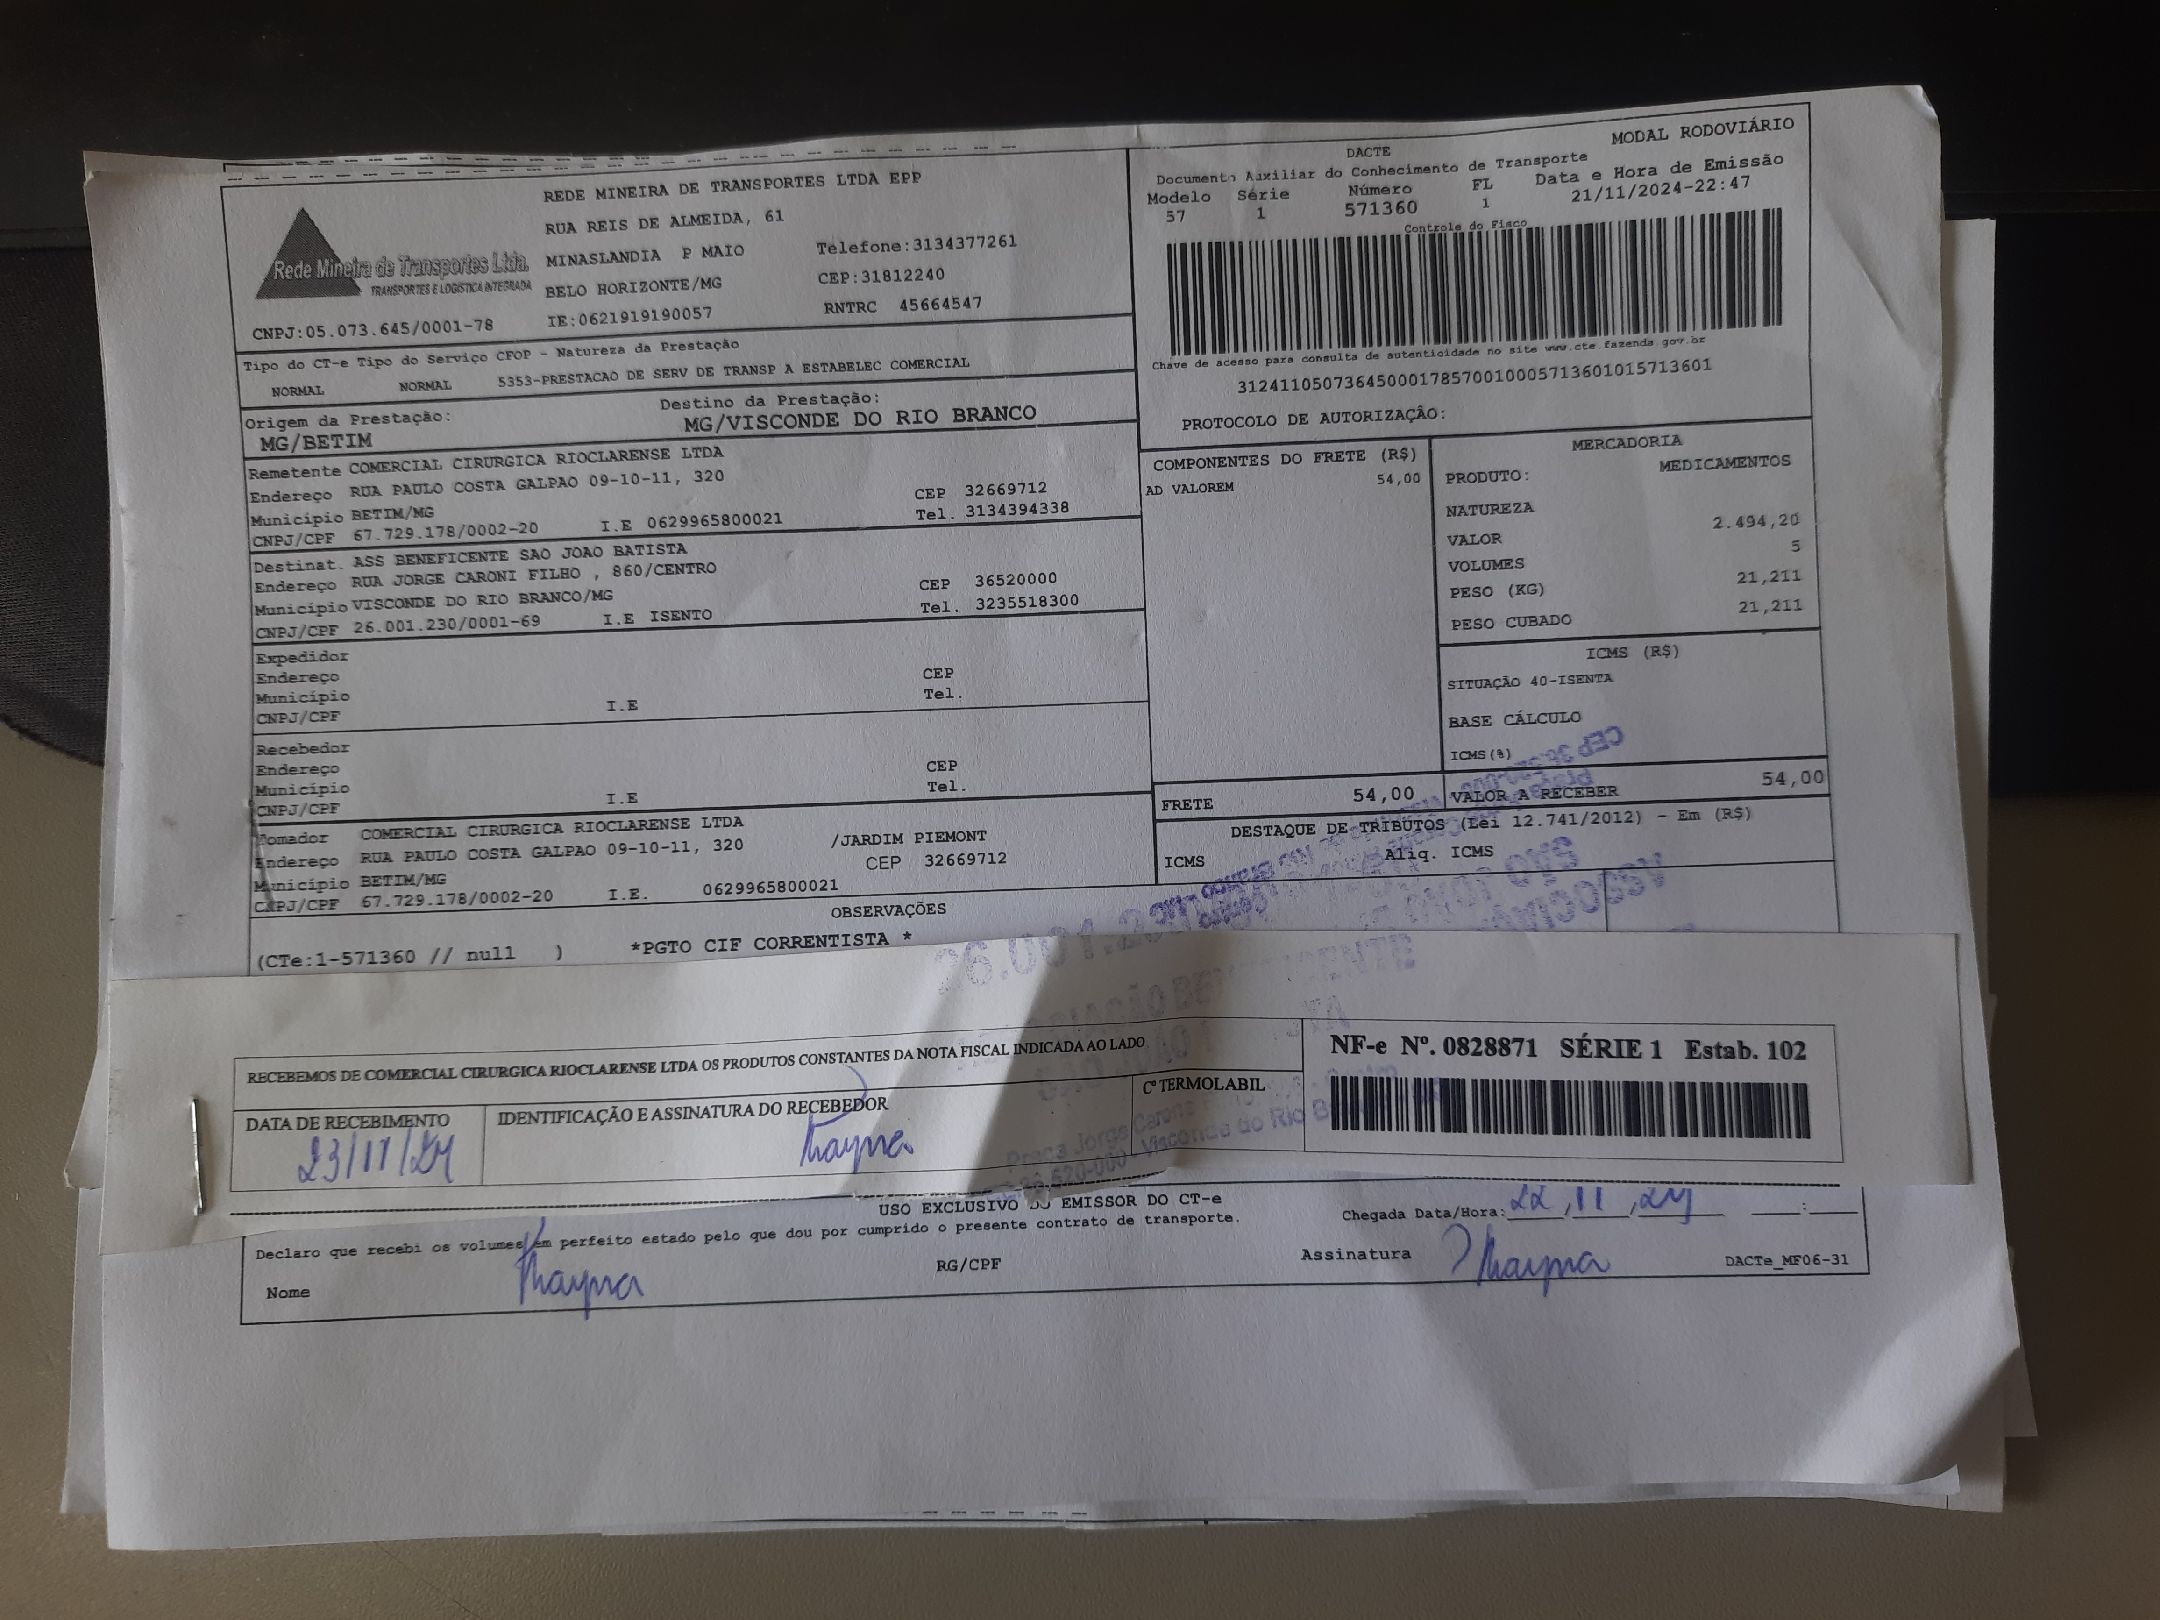 REDE MINEIRA DE TRANSPORTES LTDA EPP
RUA REIS DE ALMEIDA, 61
MINASLANDIA P MAIO Telefone:3134377261
BELO HORIZONTE/MG CEP:31812240
IE:0621919190057 RNTRC 45664547
Rede Mineira de Transportes Ltda.
TRANSPORTES E LOGÍSTICA INTEGRADA
CNPJ:05.073.645/0001-78
DACTE MODAL RODOVIÁRIO
Documento Auxiliar do Conhecimento de Transporte
Modelo Série Número FL Data e Hora de Emissão
57 1 571360 1 21/11/2024-22:47
Controle do Fisco
Chave de acesso para consulta de autenticidade no site www.cte.fazenda.gov.br
31241105073645000178570010005713601015713601
PROTOCOLO DE AUTORIZAÇÃO:
Tipo do CT-e Tipo do Serviço CFOP - Natureza da Prestação
NORMAL NORMAL 5353-PRESTACAO DE SERV DE TRANSP A ESTABELEC COMERCIAL
Origem da Prestação: Destino da Prestação:
MG/BETIM MG/VISCONDE DO RIO BRANCO
Remetente COMERCIAL CIRURGICA RIOCLARENSE LTDA
Endereço RUA PAULO COSTA GALPAO 09-10-11, 320 CEP 32669712
Município BETIM/MG Tel. 3134394338
CNPJ/CPF 67.729.178/0002-20 I.E 0629965800021
Destinat. ASS BENEFICENTE SAO JOAO BATISTA
Endereço RUA JORGE CARONI FILHO , 860/CENTRO CEP 36520000
Município VISCONDE DO RIO BRANCO/MG Tel. 3235518300
CNPJ/CPF 26.001.230/0001-69 I.E ISENTO
Expedidor
Endereço CEP
Município Tel.
CNPJ/CPF I.E
Recebedor
Endereço CEP
Município Tel.
CNPJ/CPF I.E
Tomador COMERCIAL CIRURGICA RIOCLARENSE LTDA
Endereço RUA PAULO COSTA GALPAO 09-10-11, 320 /JARDIM PIEMONT
Município BETIM/MG CEP 32669712
CNPJ/CPF 67.729.178/0002-20 I.E. 0629965800021
COMPONENTES DO FRETE (R$)
AD VALOREM 54,00
MERCADORIA
PRODUTO: MEDICAMENTOS
NATUREZA
VALOR 2.494,20
VOLUMES 5
PESO (KG) 21,211
PESO CUBADO 21,211
ICMS (R$)
SITUAÇÃO 40-ISENTA
BASE CÁLCULO
ICMS(%)
FRETE 54,00 VALOR A RECEBER 54,00
DESTAQUE DE TRIBUTOS (Lei 12.741/2012) - Em (R$)
ICMS Aliq. ICMS
OBSERVAÇÕES
(CTe:1-571360 // null ) *PGTO CIF CORRENTISTA *
RECEBEMOS DE COMERCIAL CIRURGICA RIOCLARENSE LTDA OS PRODUTOS CONSTANTES DA NOTA FISCAL INDICADA AO LADO
NF-e Nº. 0828871 SÉRIE 1 Estab. 102
DATA DE RECEBIMENTO IDENTIFICAÇÃO E ASSINATURA DO RECEBEDOR Cº TERMOLABIL
23/11/24
Praça Jorge Caroni
Visconde do Rio B
USO EXCLUSIVO DO EMISSOR DO CT-e
Declaro que recebi os volumes em perfeito estado pelo que dou por cumprido o presente contrato de transporte.
Chegada Data/Hora: 22,11,24 :
Nome RG/CPF Assinatura DACTe_MF06-31